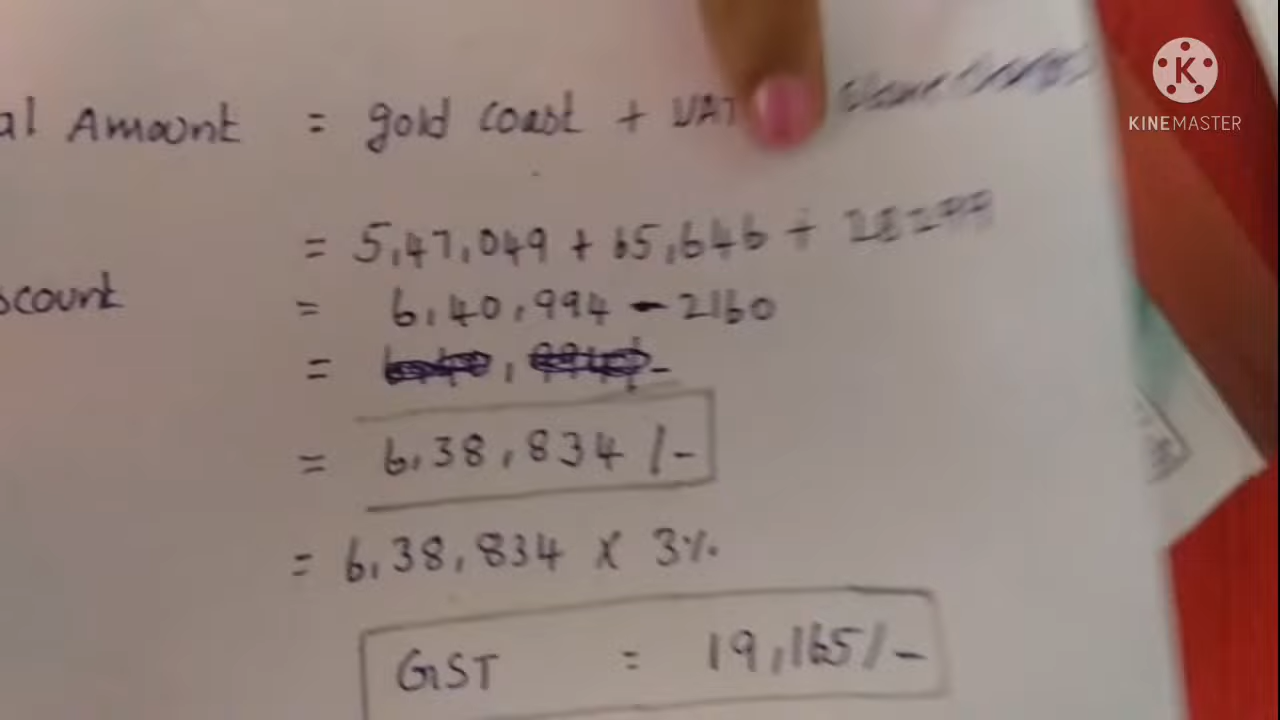 al Amount = gold coast + VAT
= 5,47,049 + 65,646 + 28299
scount = 6,40,994 - 2160
=
= 6,38,834 /-
= 6,38,834 X 3%
GST = 19,165/-
K
KINEMASTER